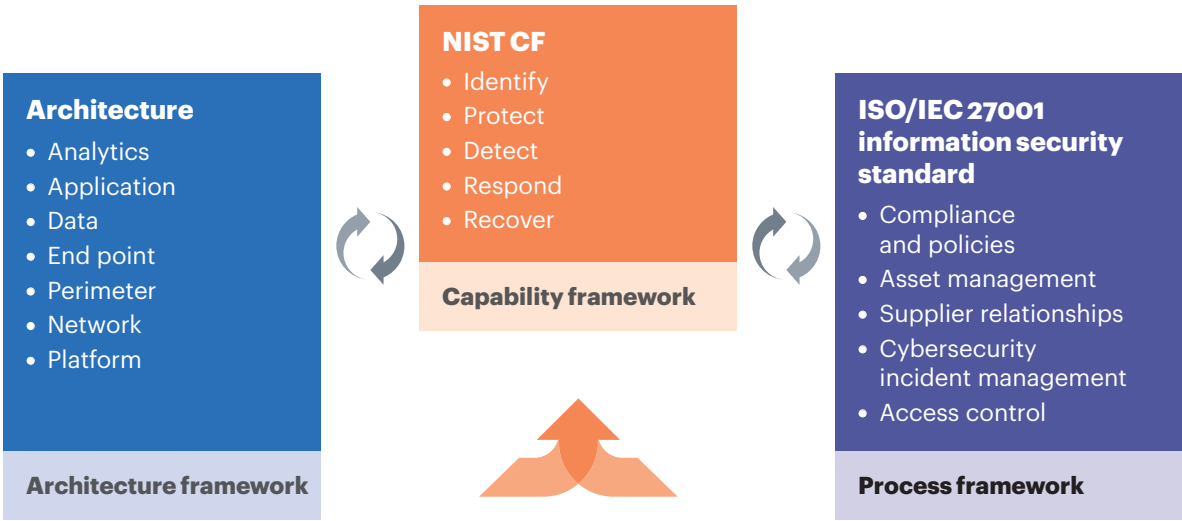 Architecture
• Analytics
• Application
• Data
• End point
• Perimeter
• Network
• Platform
Architecture framework
NIST CF
• Identify
• Protect
• Detect
• Respond
• Recover
Capability framework
ISO/IEC 27001
information security
standard
• Compliance
and policies
• Asset management
• Supplier relationships
• Cybersecurity
incident management
• Access control
Process framework